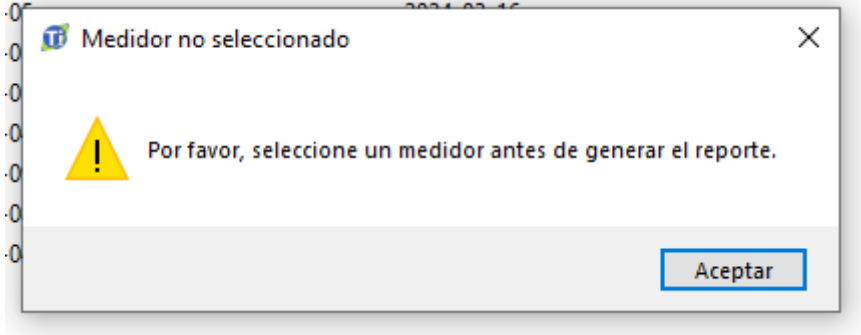 Medidor no seleccionado
Por favor, seleccione un medidor antes de generar el reporte.
Aceptar